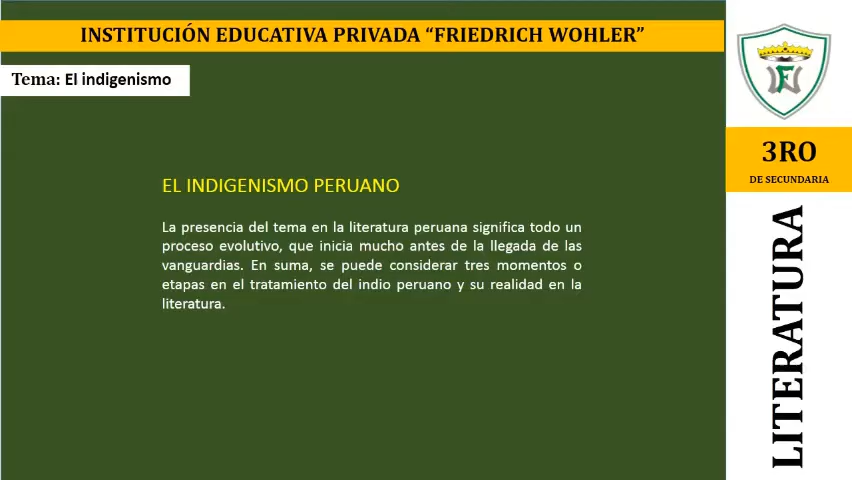 INSTITUCIÓN EDUCATIVA PRIVADA “FRIEDRICH WOHLER”
Tema: El indigenismo
3RO
DE SECUNDARIA
LITERATURA
EL INDIGENISMO PERUANO
La presencia del tema en la literatura peruana significa todo un
proceso evolutivo, que inicia mucho antes de la llegada de las
vanguardias. En suma, se puede considerar tres momentos o
etapas en el tratamiento del indio peruano y su realidad en la
literatura.